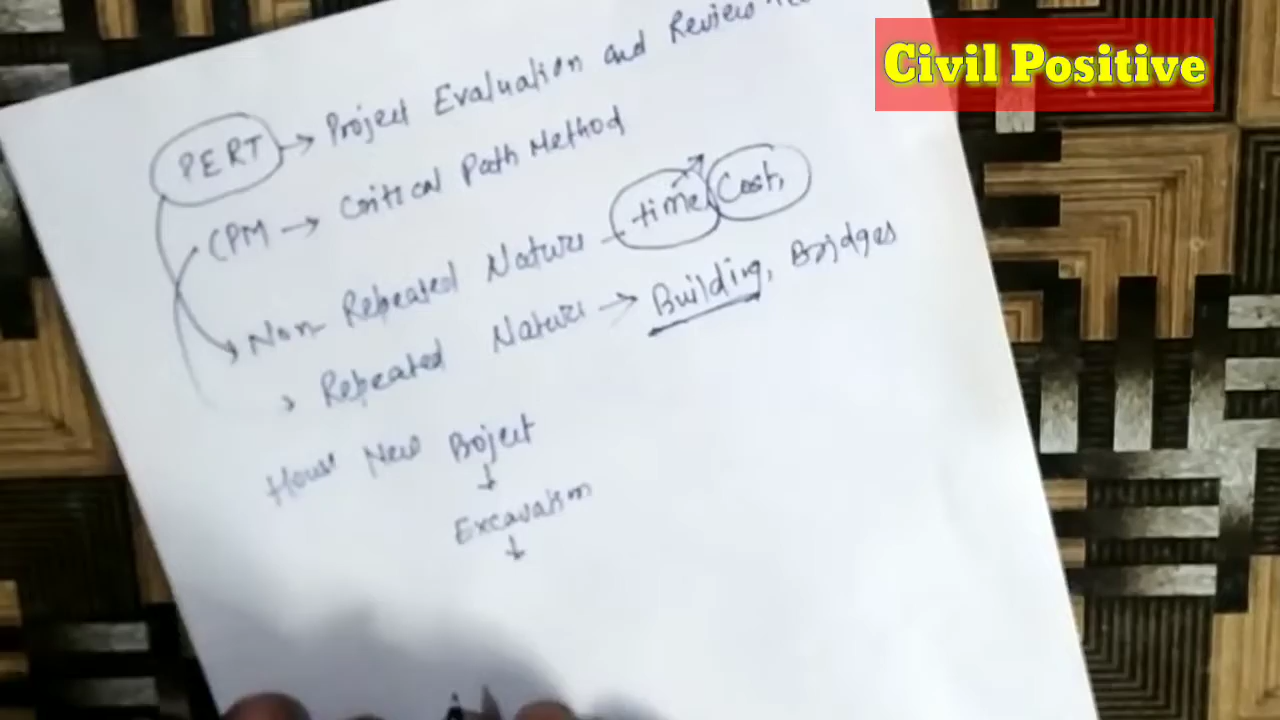 Civil Positive
PERT → Project Evaluation and Review
CPM → Critical Path Method
Non-Repeated Nature - time, Cost,
Repeated Nature → Building, Bridges
House New Project
↓
Excavation
↓